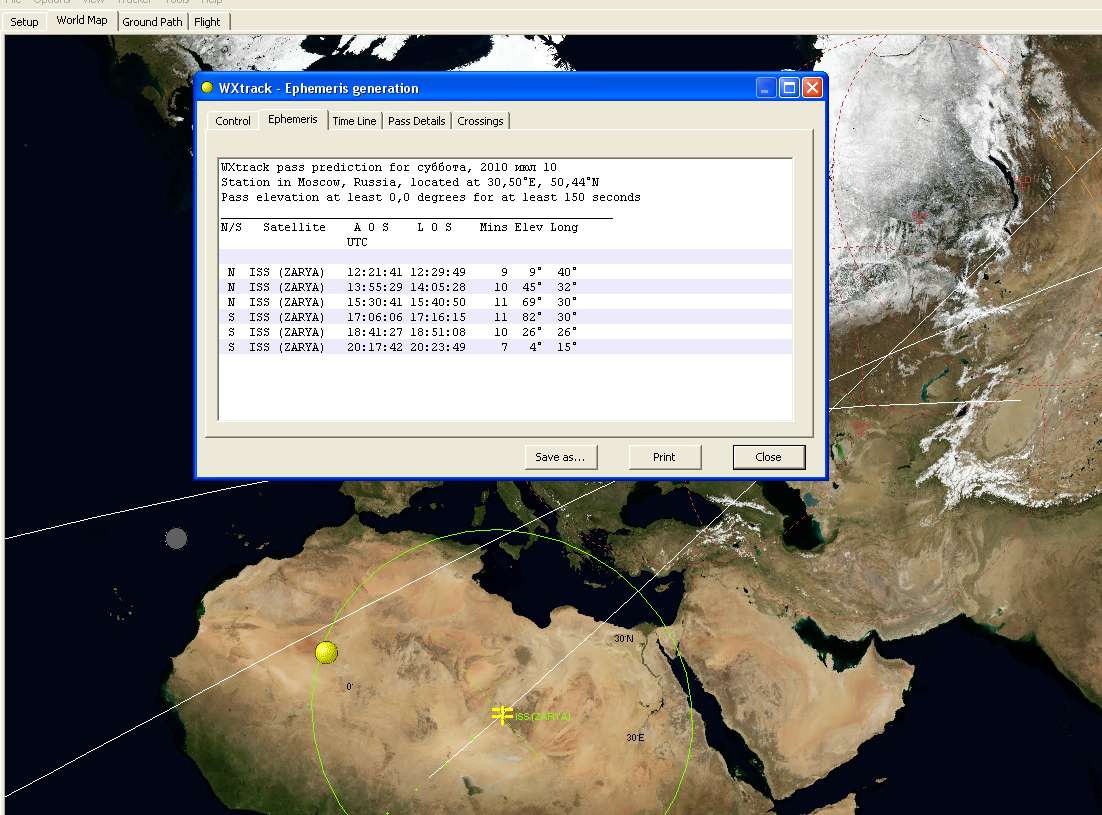 File Options View Tracker Tools Help
Setup World Map Ground Path Flight
WXtrack - Ephemeris generation
Control Ephemeris Time Line Pass Details Crossings
WXtrack pass prediction for суббота, 2010 июл 10
Station in Moscow, Russia, located at 30,50°E, 50,44°N
Pass elevation at least 0,0 degrees for at least 150 seconds
N/S Satellite A O S L O S Mins Elev Long
UTC
N ISS (ZARYA) 12:21:41 12:29:49 9 9° 40°
N ISS (ZARYA) 13:55:29 14:05:28 10 45° 32°
N ISS (ZARYA) 15:30:41 15:40:50 11 69° 30°
S ISS (ZARYA) 17:06:06 17:16:15 11 82° 30°
S ISS (ZARYA) 18:41:27 18:51:08 10 26° 26°
S ISS (ZARYA) 20:17:42 20:23:49 7 4° 15°
Save as... Print Close
30'N
0'
ISS (ZARYA)
30'E